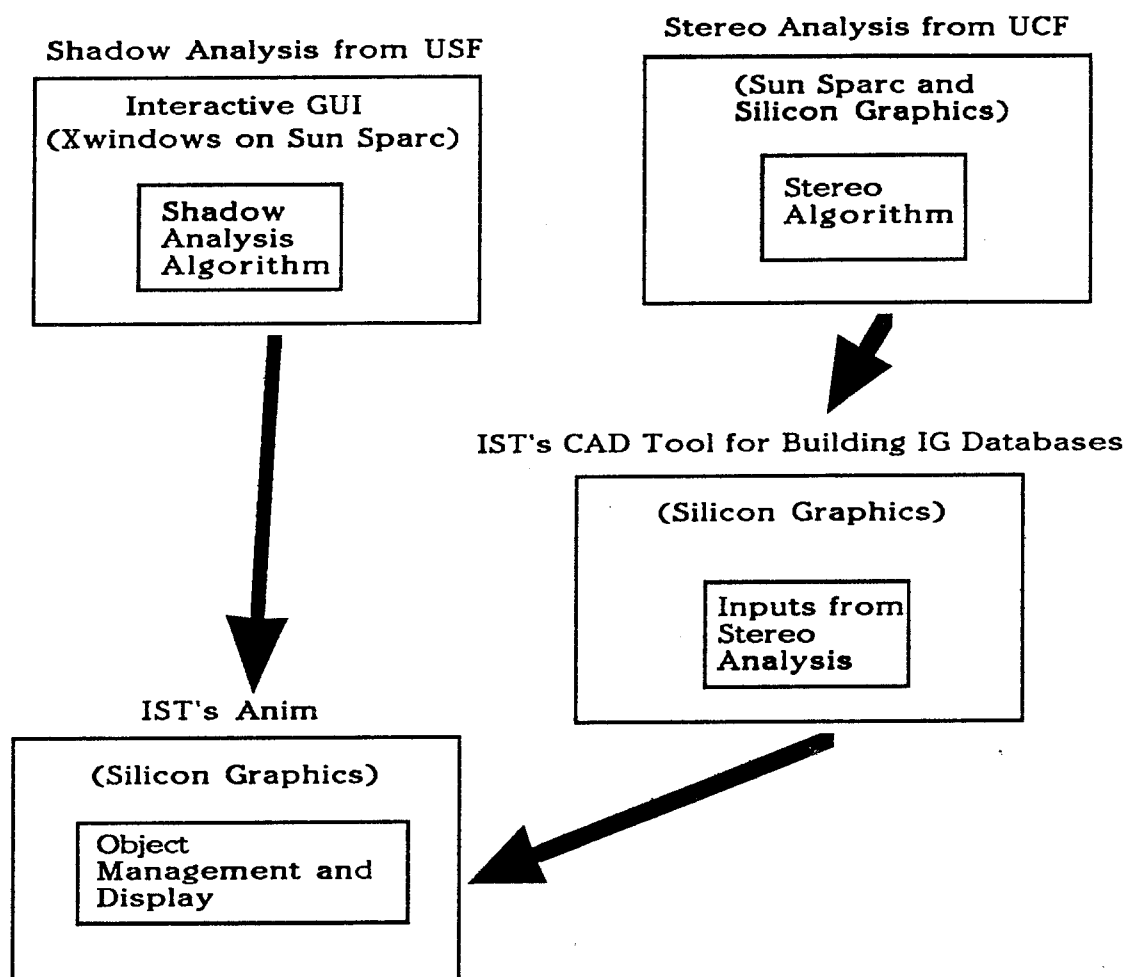 Shadow Analysis from USF
Interactive GUI
(Xwindows on Sun Sparc)
Shadow
Analysis
Algorithm
Stereo Analysis from UCF
(Sun Sparc and
Silicon Graphics)
Stereo
Algorithm
IST's CAD Tool for Building IG Databases
(Silicon Graphics)
Inputs from
Stereo
Analysis
IST's Anim
(Silicon Graphics)
Object
Management and
Display